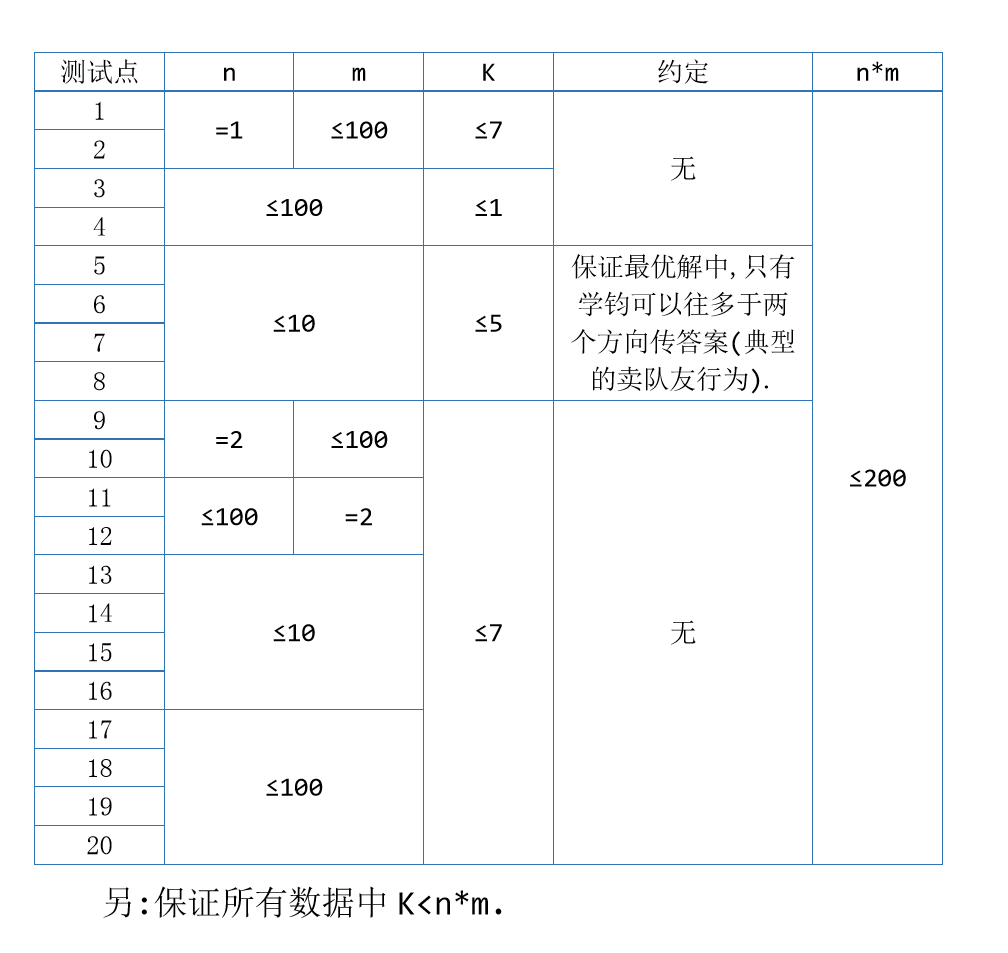 测试点 n m K 约定 n*m
1
2
=1 ≤100 ≤7
无
3
4
≤100 ≤1
5
6
7
8
≤10 ≤5
保证最优解中,只有
学钧可以往多于两
个方向传答案(典型
的卖队友行为).
9
10
=2 ≤100
≤200
11
12
≤100 =2
13
14
15
16
≤10 ≤7 无
17
18
19
20
≤100
另:保证所有数据中 K<n*m.